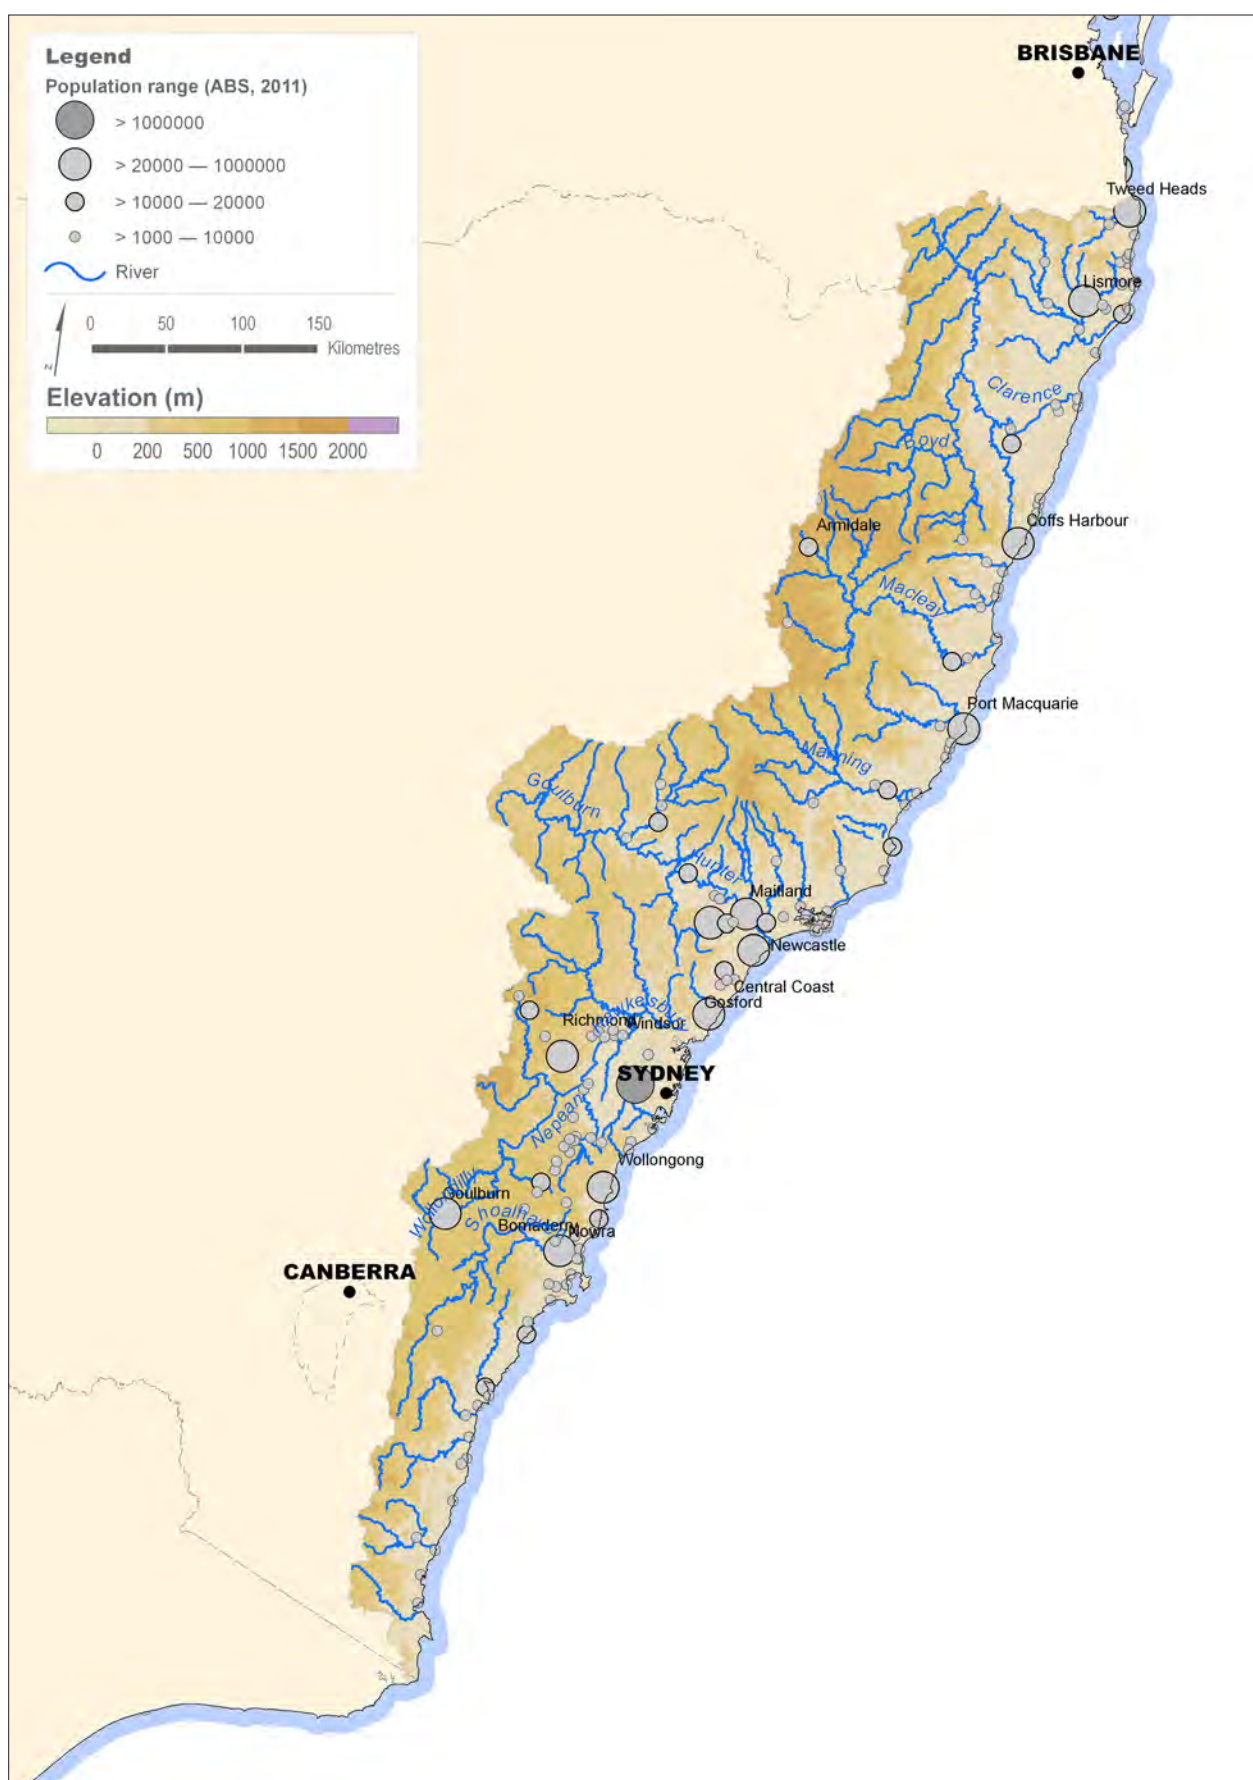 Legend
Population range (ABS, 2011)
> 1000000
> 20000 — 1000000
> 10000 — 20000
> 1000 — 10000
River
0 50 100 150
Kilometres
N
Elevation (m)
0 200 500 1000 1500 2000
BRISBANE
Tweed Heads
Lismore
Clarence
Boyd
Armidale
Coffs Harbour
Macleay
Port Macquarie
Manning
Goulburn
Hunter
Maitland
Newcastle
Central Coast
Gosford
Hawkesbury
Richmond
Windsor
SYDNEY
Nepean
Wollongong
Wollondilly
Goulburn
Shoalhaven
Bomaderry
Nowra
CANBERRA